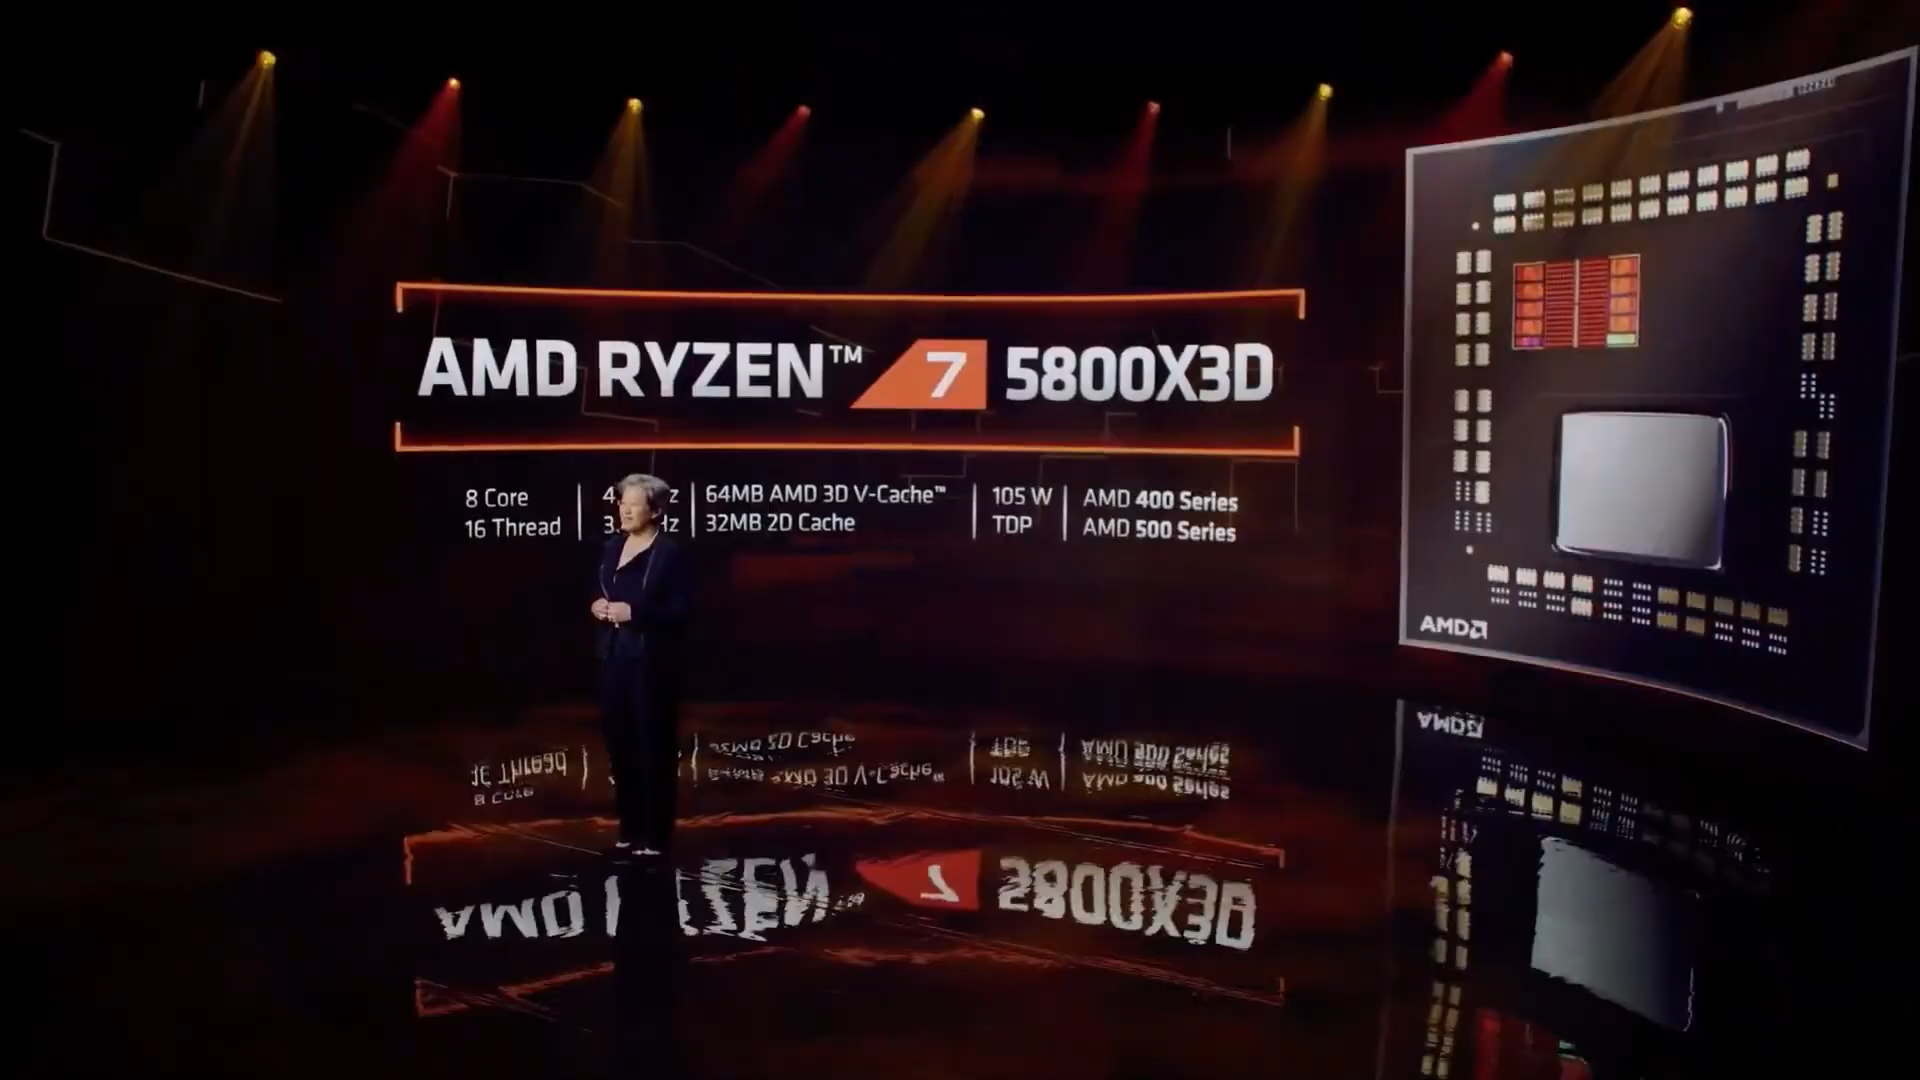 AMD RYZEN™ 7 5800X3D
8 Core
16 Thread
64MB AMD 3D V-Cache™
32MB 2D Cache
105 W
TDP
AMD 400 Series
AMD 500 Series
AMD